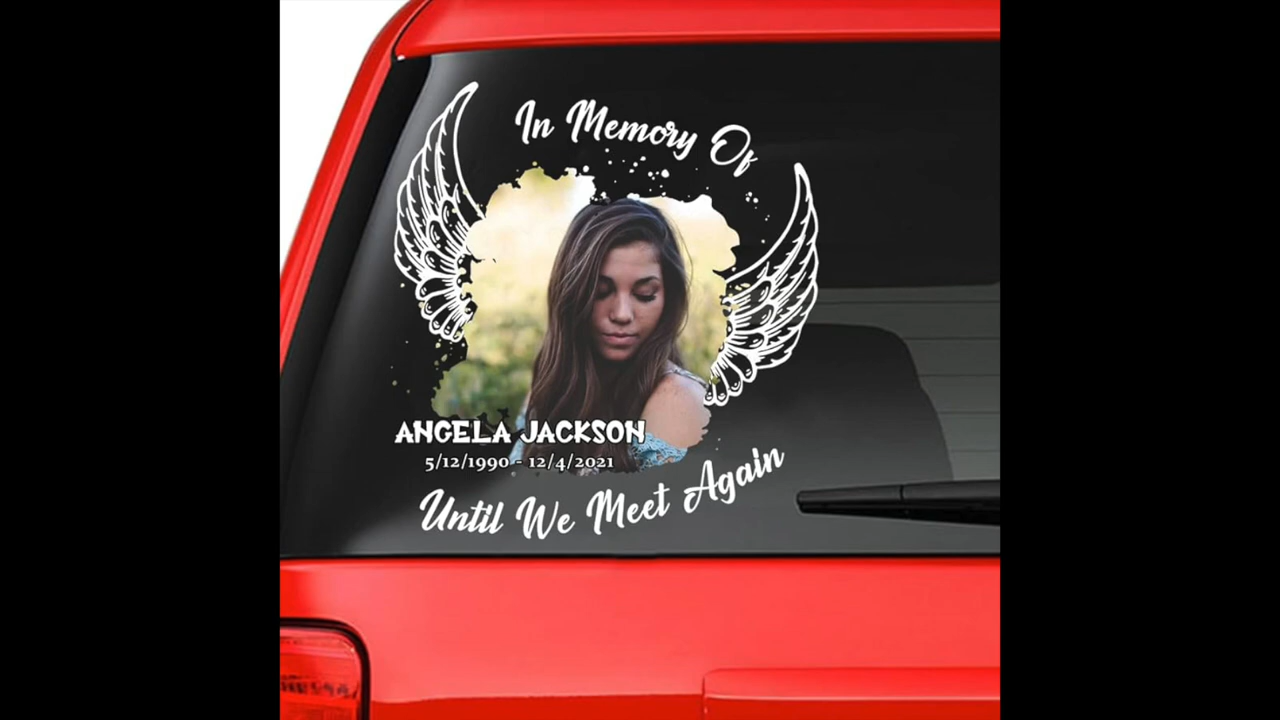 In Memory Of
ANGELA JACKSON
5/12/1990 - 12/4/2021
Until We Meet Again